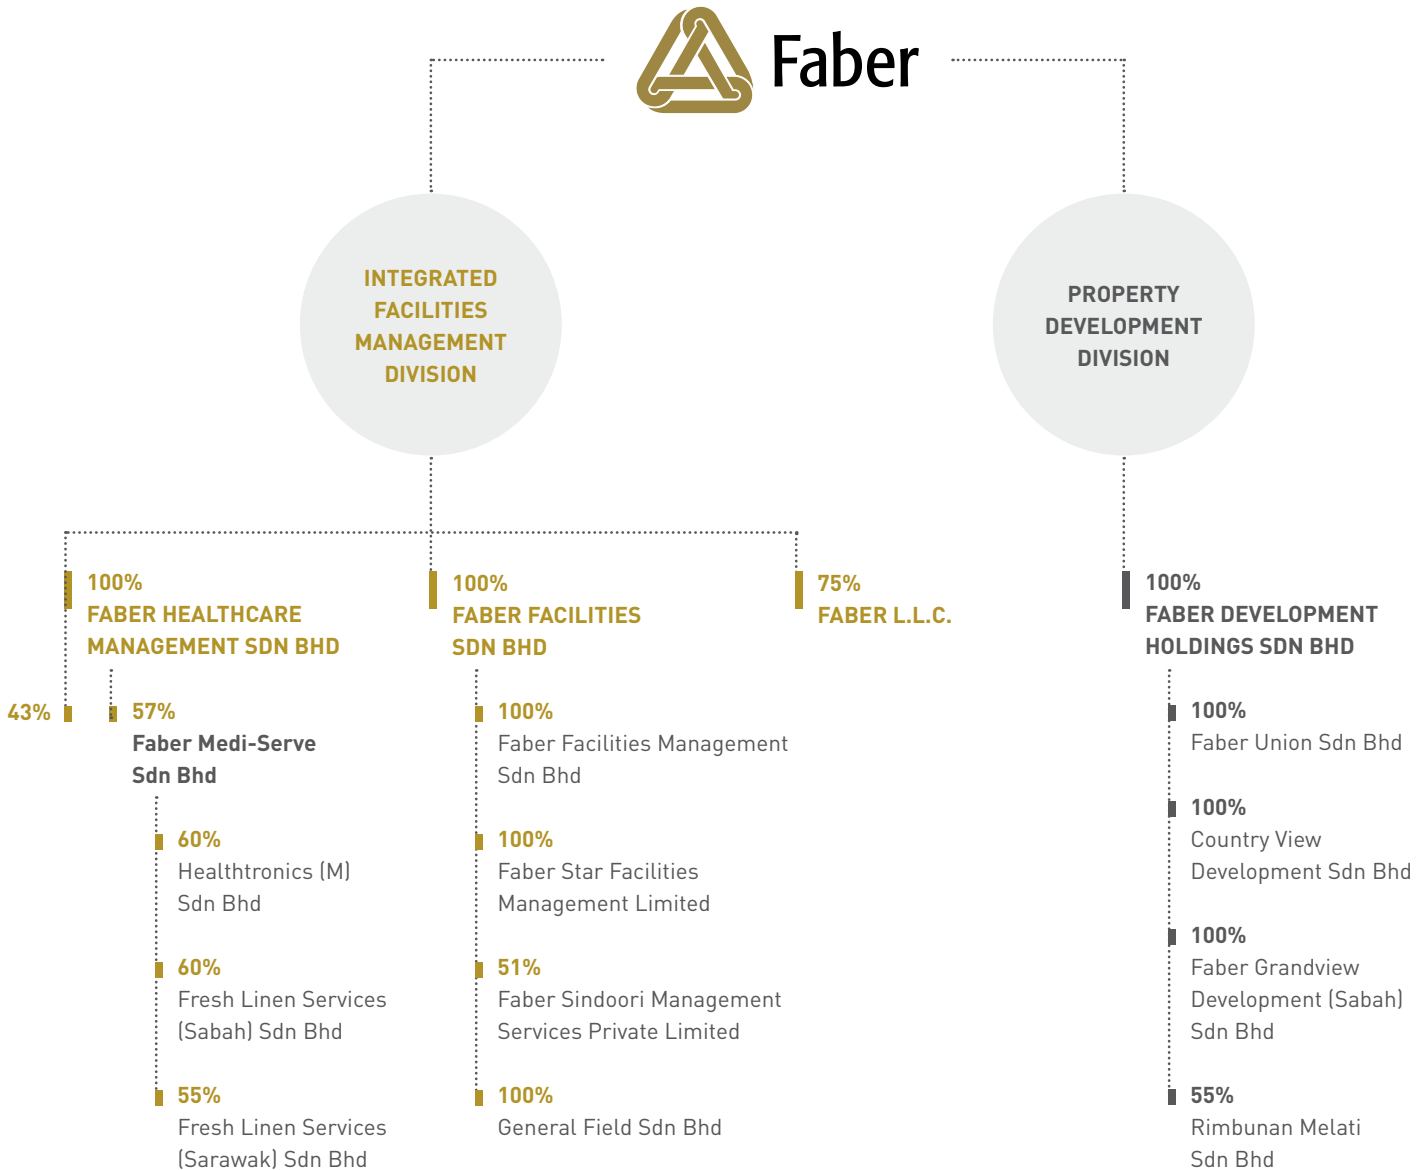 Faber
INTEGRATED
FACILITIES
MANAGEMENT
DIVISION
PROPERTY
DEVELOPMENT
DIVISION
100%
FABER HEALTHCARE
MANAGEMENT SDN BHD
43%
57%
Faber Medi-Serve
Sdn Bhd
60%
Healthtronics (M)
Sdn Bhd
60%
Fresh Linen Services
(Sabah) Sdn Bhd
55%
Fresh Linen Services
(Sarawak) Sdn Bhd
100%
FABER FACILITIES
SDN BHD
100%
Faber Facilities Management
Sdn Bhd
100%
Faber Star Facilities
Management Limited
51%
Faber Sindoori Management
Services Private Limited
100%
General Field Sdn Bhd
75%
FABER L.L.C.
100%
FABER DEVELOPMENT
HOLDINGS SDN BHD
100%
Faber Union Sdn Bhd
100%
Country View
Development Sdn Bhd
100%
Faber Grandview
Development (Sabah)
Sdn Bhd
55%
Rimbunan Melati
Sdn Bhd